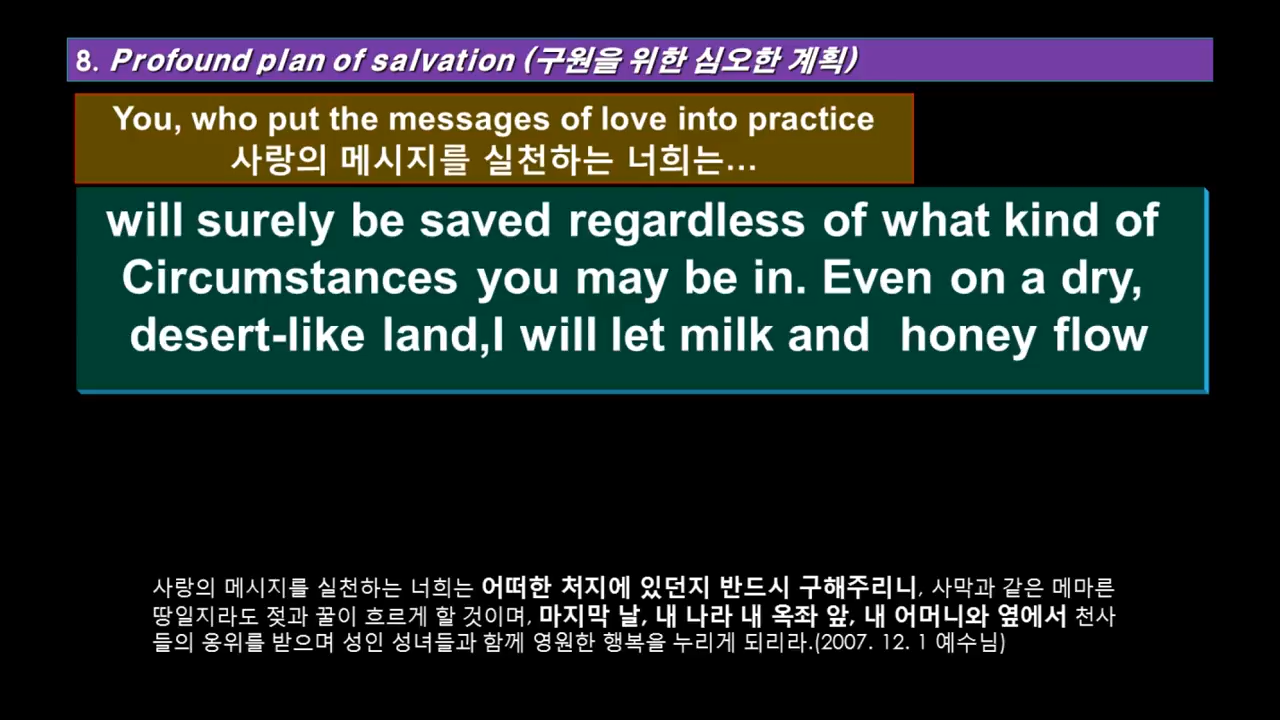 8. Profound plan of salvation (구원을 위한 심오한 계획)
You, who put the messages of love into practice
사랑의 메시지를 실천하는 너희는...
will surely be saved regardless of what kind of
Circumstances you may be in. Even on a dry,
desert-like land,I will let milk and honey flow
사랑의 메시지를 실천하는 너희는 어떠한 처지에 있던지 반드시 구해주리니, 사막과 같은 메마른
땅일지라도 젖과 꿀이 흐르게 할 것이며, 마지막 날, 내 나라 내 옥좌 앞, 내 어머니와 옆에서 천사
들의 옹위를 받으며 성인 성녀들과 함께 영원한 행복을 누리게 되리라.(2007. 12. 1 예수님)